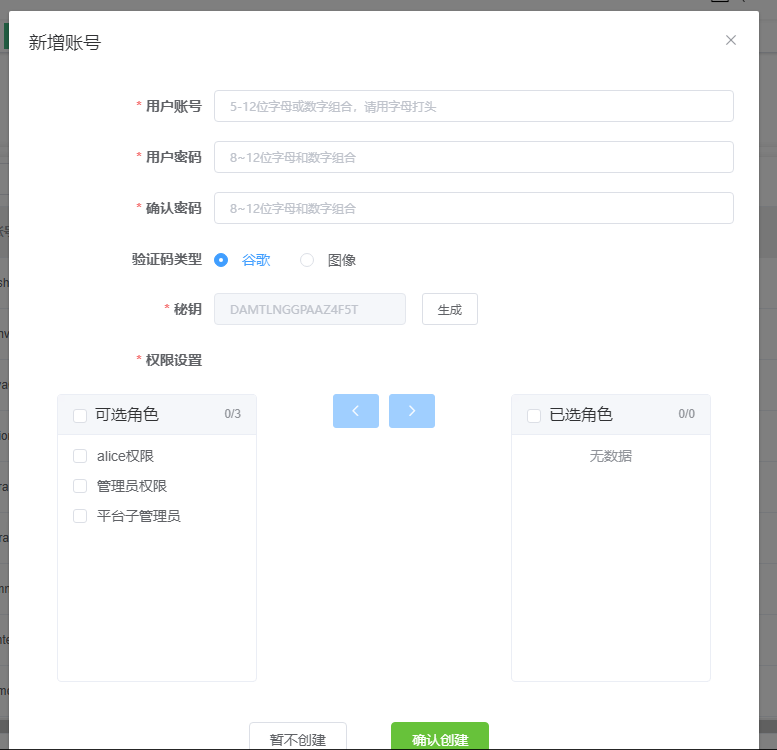 新增账号
* 用户账号 5-12位字母或数字组合，请用字母打头
* 用户密码 8~12位字母和数字组合
* 确认密码 8~12位字母和数字组合
验证码类型 谷歌 图像
* 秘钥 DAMTLNGGPAAZ4F5T 生成
* 权限设置
可选角色 0/3
已选角色 0/0
alice权限
管理员权限
平台子管理员
无数据
暂不创建 确认创建